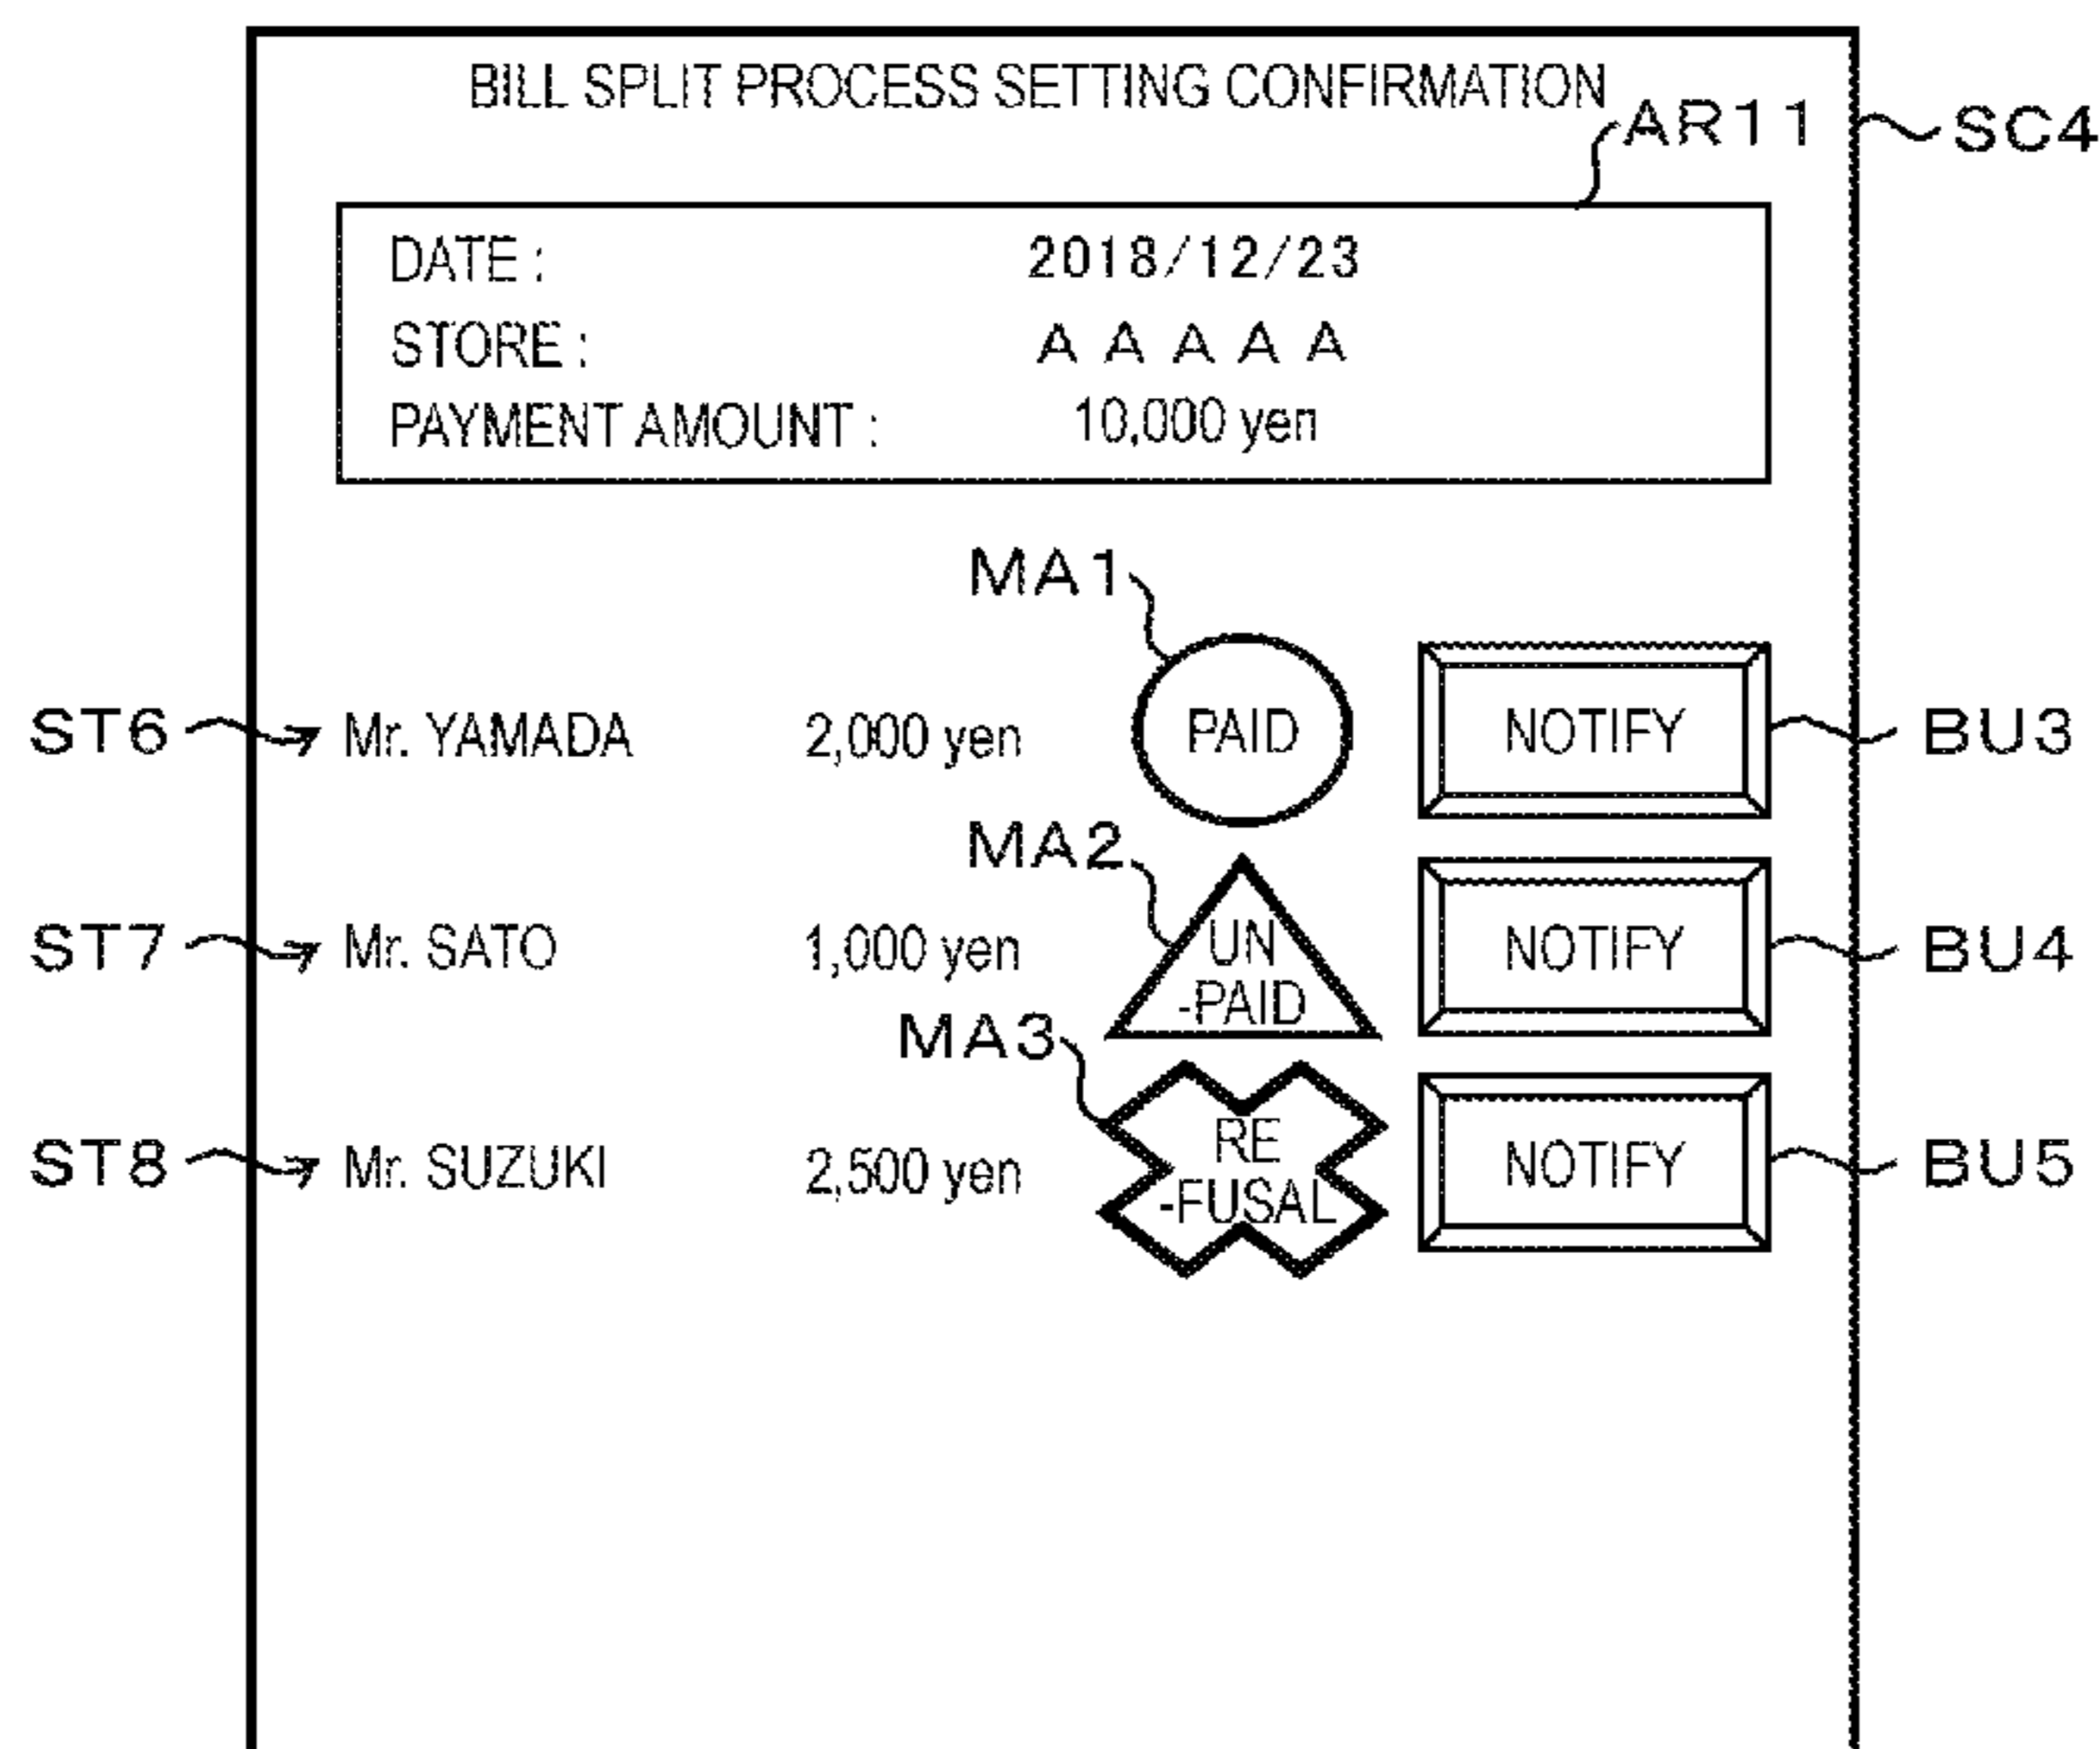 BILL SPLIT PROCESS SETTING CONFIRMATION
AR11
SC4
DATE : 2018/12/23
STORE : A A A A A
PAYMENT AMOUNT : 10,000 yen
MA1
ST6 Mr. YAMADA 2,000 yen PAID NOTIFY BU3
MA2
ST7 Mr. SATO 1,000 yen UN
-PAID NOTIFY BU4
MA3
ST8 Mr. SUZUKI 2,500 yen RE
-FUSAL NOTIFY BU5